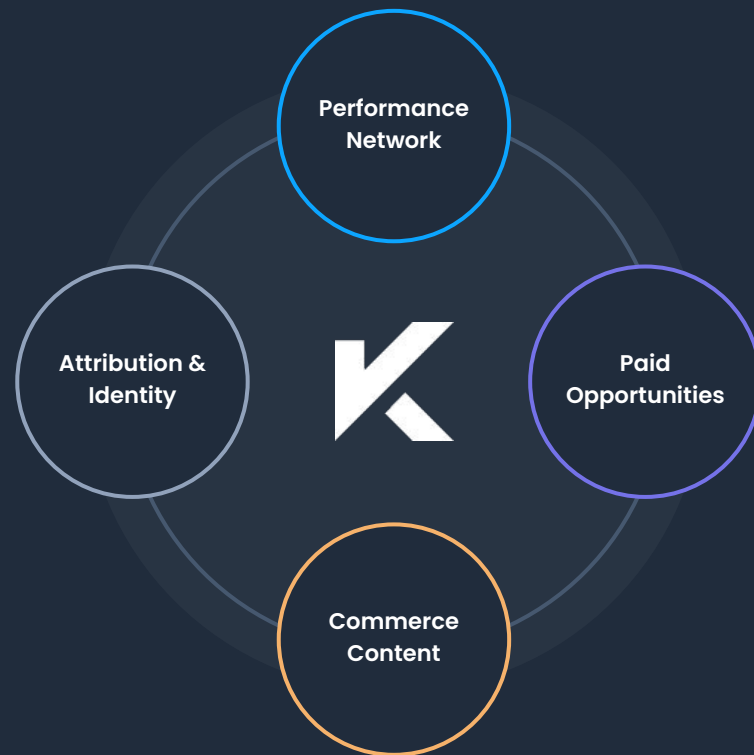 Performance
Network
Attribution &
Identity
Paid
Opportunities
Commerce
Content